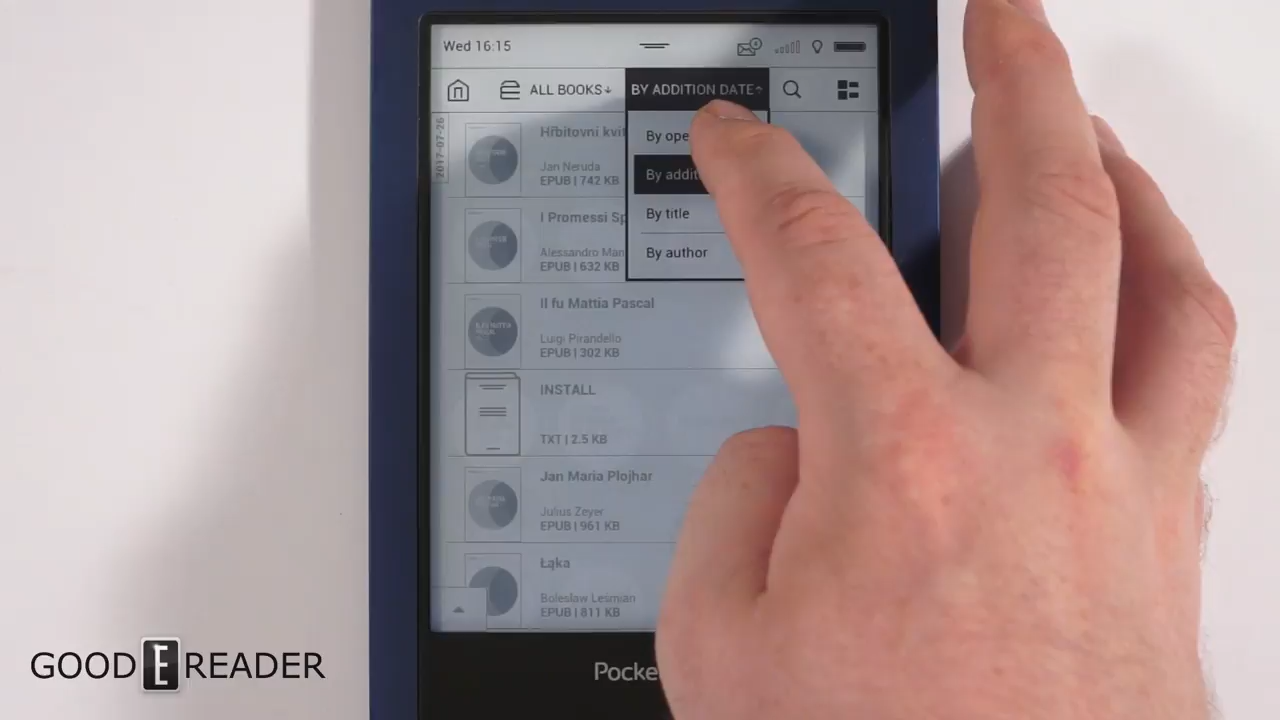 Wed 16:15
ALL BOOKS↓
BY ADDITION DATE↑
2017-07-26
Hřbitovní kvít
Jan Neruda
EPUB | 742 KB
By ope
By addit
By title
By author
I Promessi Sp
Alessandro Man
EPUB | 632 KB
Il fu Mattia Pascal
Luigi Pirandello
EPUB | 302 KB
INSTALL
TXT | 2.5 KB
Jan Maria Plojhar
Julius Zeyer
EPUB | 961 KB
Łąka
Bolesław Leśmian
EPUB | 811 KB
Pocke
GOOD E READER